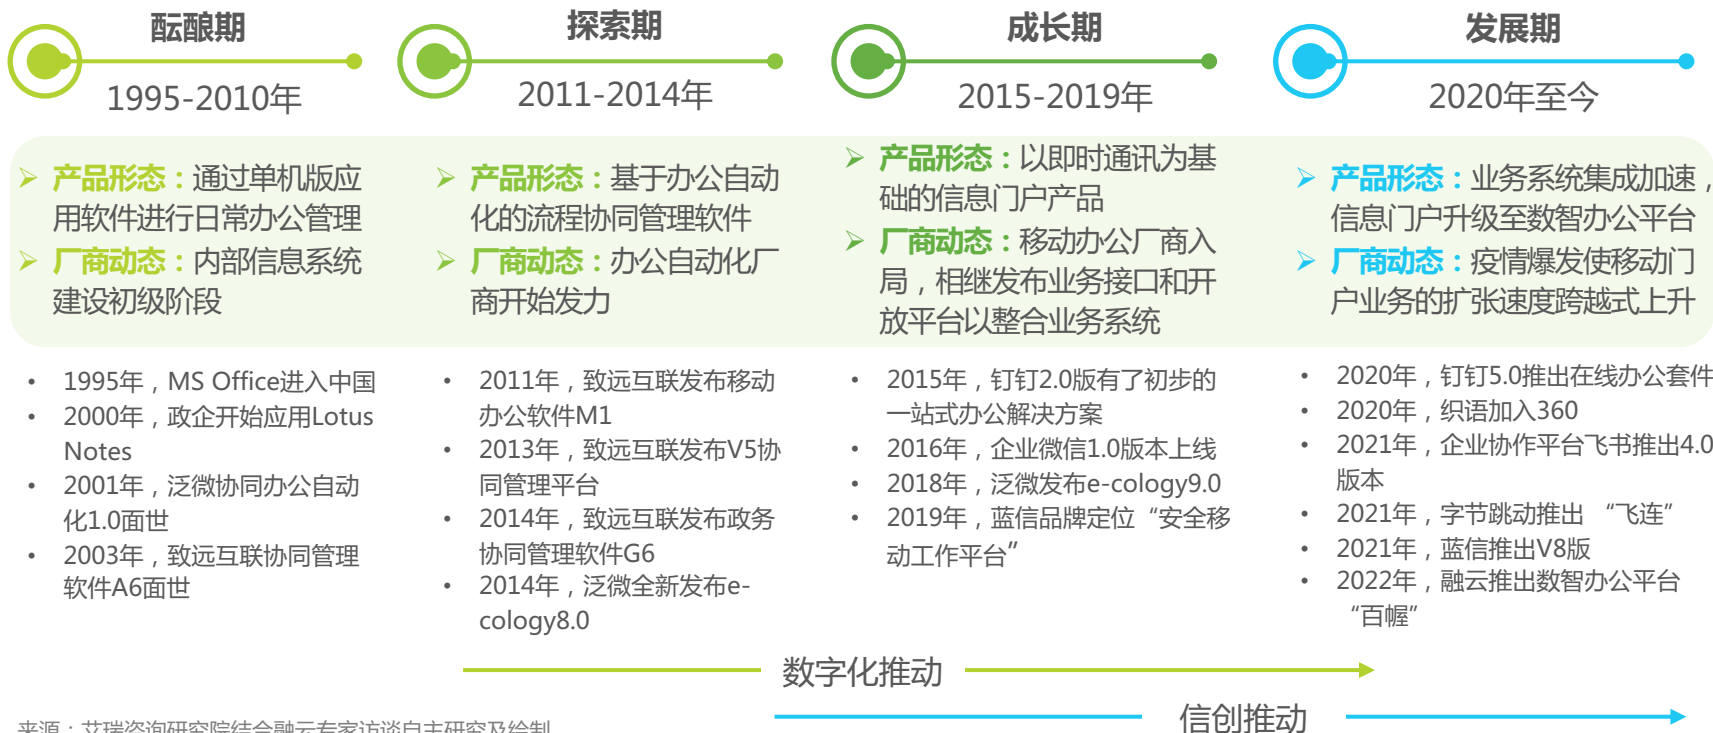 酝酿期
1995-2010年
➢ 产品形态：通过单机版应
用软件进行日常办公管理
➢ 厂商动态：内部信息系统
建设初级阶段
• 1995年，MS Office进入中国
• 2000年，政企开始应用Lotus
Notes
• 2001年，泛微协同办公自动
化1.0面世
• 2003年，致远互联协同管理
软件A6面世
探索期
2011-2014年
➢ 产品形态：基于办公自动
化的流程协同管理软件
➢ 厂商动态：办公自动化厂
商开始发力
• 2011年，致远互联发布移动
办公软件M1
• 2013年，致远互联发布V5协
同管理平台
• 2014年，致远互联发布政务
协同管理软件G6
• 2014年，泛微全新发布e-
cology8.0
成长期
2015-2019年
➢ 产品形态：以即时通讯为基
础的信息门户产品
➢ 厂商动态：移动办公厂商入
局，相继发布业务接口和开
放平台以整合业务系统
• 2015年，钉钉2.0版有了初步的
一站式办公解决方案
• 2016年，企业微信1.0版本上线
• 2018年，泛微发布e-cology9.0
• 2019年，蓝信品牌定位“安全移
动工作平台”
发展期
2020年至今
➢ 产品形态：业务系统集成加速，
信息门户升级至数智办公平台
➢ 厂商动态：疫情爆发使移动门
户业务的扩张速度跨越式上升
• 2020年，钉钉5.0推出在线办公套件
• 2020年，织语加入360
• 2021年，企业协作平台飞书推出4.0
版本
• 2021年，字节跳动推出 “飞连”
• 2021年，蓝信推出V8版
• 2022年，融云推出数智办公平台
“百幄”
数字化推动
信创推动
来源：艾瑞咨询研究院结合融云专家访谈自主研究及绘制